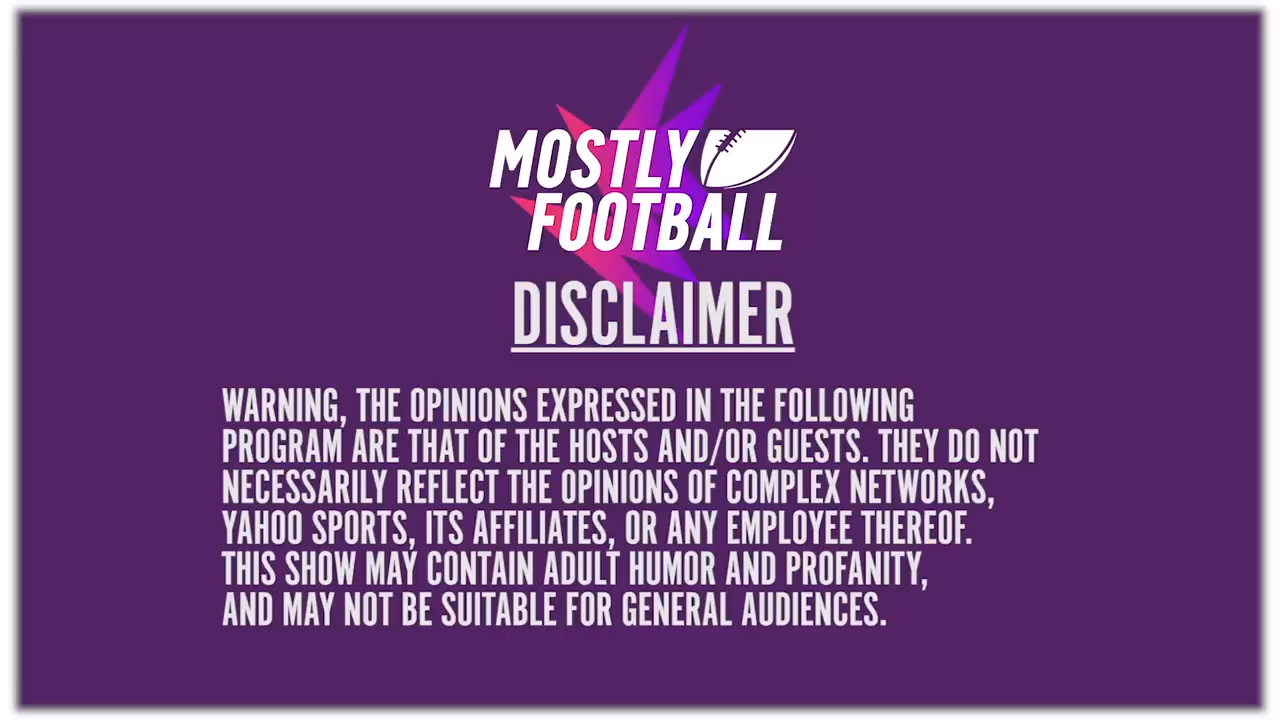 MOSTLY
FOOTBALL
DISCLAIMER
WARNING, THE OPINIONS EXPRESSED IN THE FOLLOWING
PROGRAM ARE THAT OF THE HOSTS AND/OR GUESTS. THEY DO NOT
NECESSARILY REFLECT THE OPINIONS OF COMPLEX NETWORKS,
YAHOO SPORTS, ITS AFFILIATES, OR ANY EMPLOYEE THEREOF.
THIS SHOW MAY CONTAIN ADULT HUMOR AND PROFANITY,
AND MAY NOT BE SUITABLE FOR GENERAL AUDIENCES.